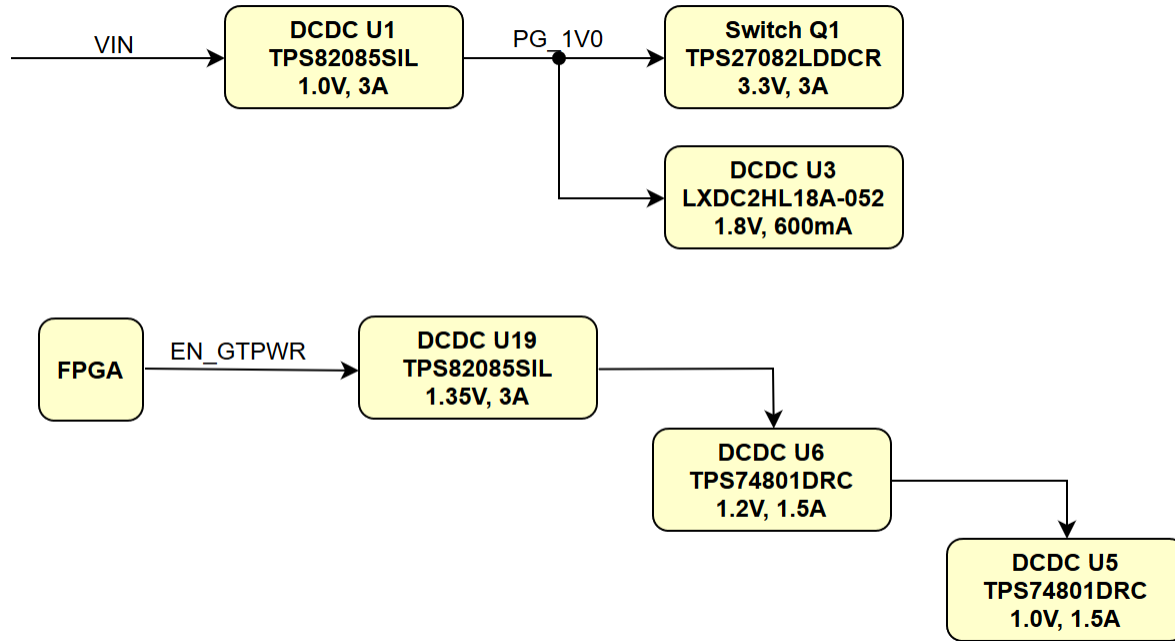 VIN
DCDC U1
TPS82085SIL
1.0V, 3A
PG_1V0
Switch Q1
TPS27082LDDCR
3.3V, 3A
DCDC U3
LXDC2HL18A-052
1.8V, 600mA
FPGA
EN_GTPWR
DCDC U19
TPS82085SIL
1.35V, 3A
DCDC U6
TPS74801DRC
1.2V, 1.5A
DCDC U5
TPS74801DRC
1.0V, 1.5A